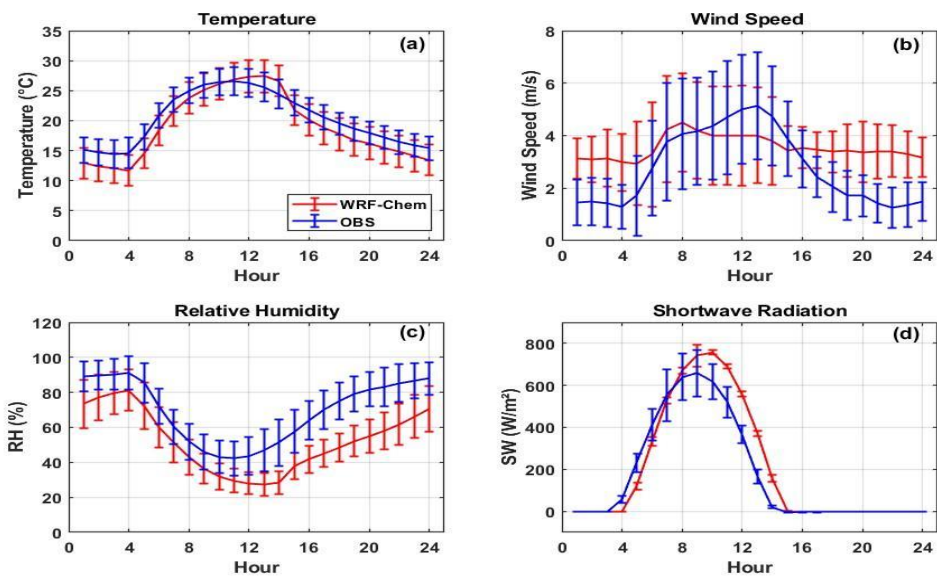 Temperature
(a)
35
30
25
20
15
10
5
0
Temperature (°C)
WRF-Chem
OBS
0 4 8 12 16 20 24
Hour
Wind Speed
(b)
8
6
4
2
0
Wind Speed (m/s)
0 4 8 12 16 20 24
Hour
Relative Humidity
(c)
120
100
80
60
40
20
0
RH (%)
0 4 8 12 16 20 24
Hour
Shortwave Radiation
(d)
800
600
400
200
0
SW (W/m²)
0 4 8 12 16 20 24
Hour